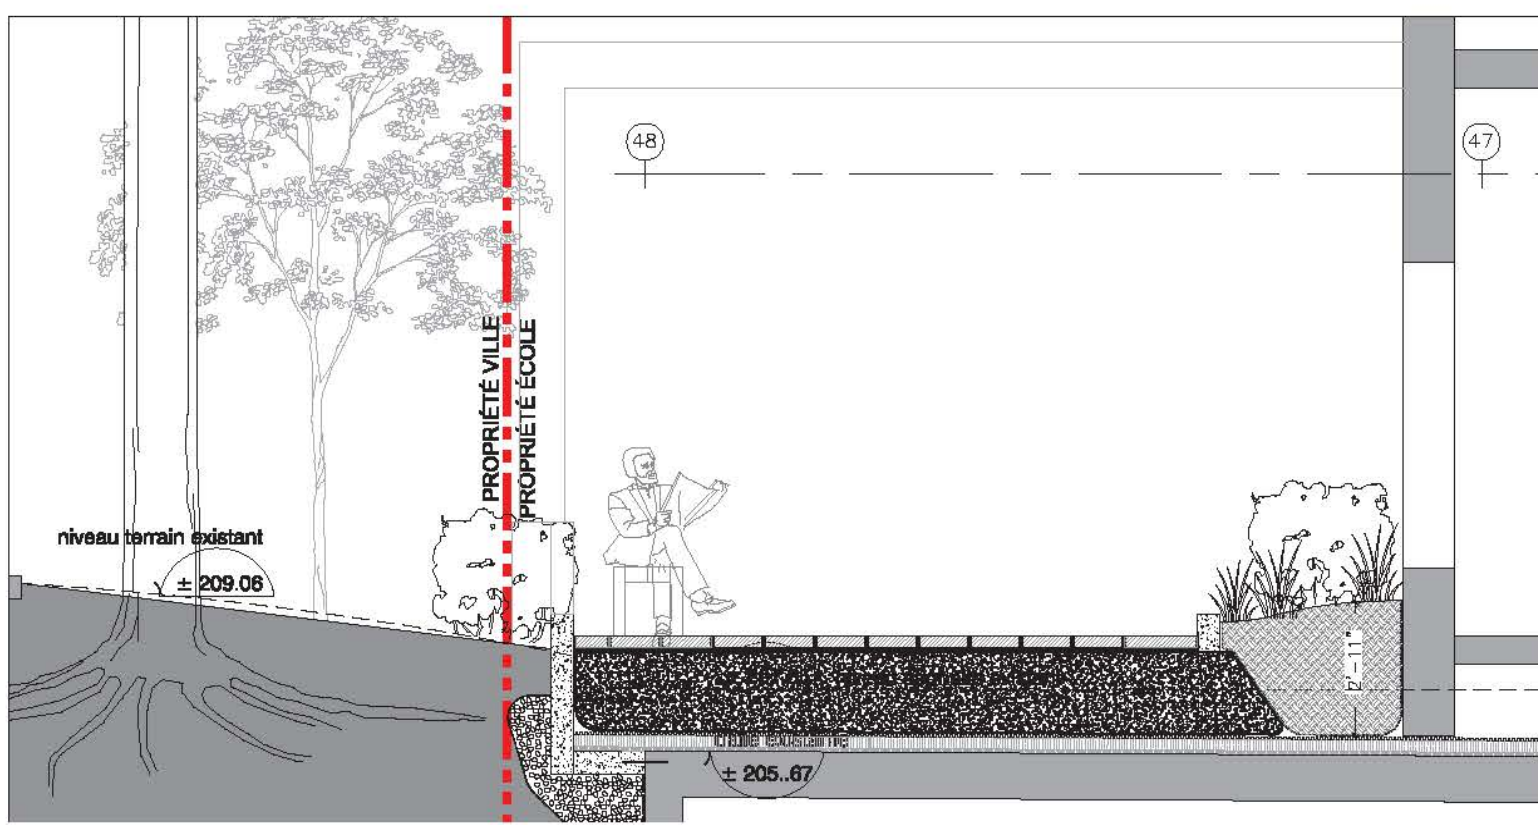 48
47
PROPRIÉTÉ VILLE
PROPRIÉTÉ ÉCOLE
niveau terrain existant
± 209.06
2'-11"
± 205..67